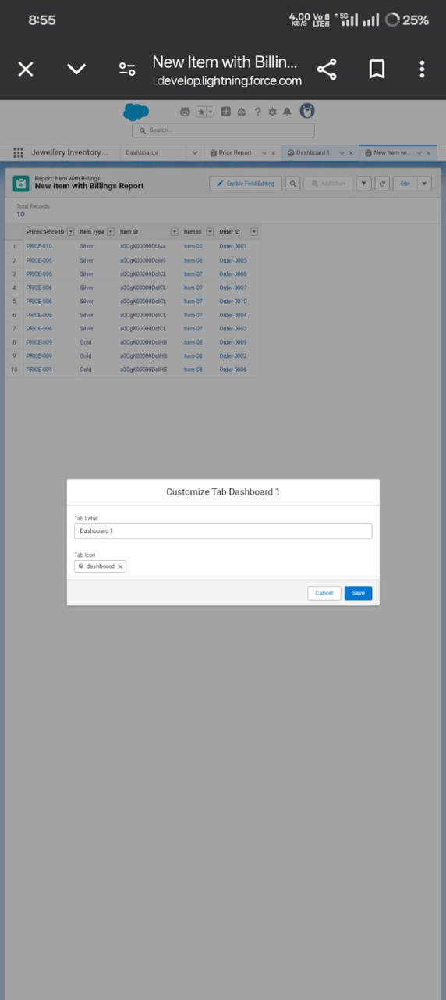 8:55
4.00 KB/S Vo LTE 5G 25%
New Item with Billin...
.develop.lightning.force.com
Search...
Jewellery Inventory ... Dashboards Price Report Dashboard 1 New Item wi...
Report: Item with Billings
New Item with Billings Report
Enable Field Editing Add Chart Edit
Total Records
10
Prices: Price ID Item Type Item ID Item Id Order ID
1 PRICE-010 Silver a0CgK00000DIJ4a Item-02 Order-0001
2 PRICE-006 Silver a0CgK00000Doje9 Item-06 Order-0005
3 PRICE-006 Silver a0CgK00000DolCL Item-07 Order-0008
4 PRICE-006 Silver a0CgK00000DolCL Item-07 Order-0007
5 PRICE-006 Silver a0CgK00000DolCL Item-07 Order-0010
6 PRICE-006 Silver a0CgK00000DolCL Item-07 Order-0004
7 PRICE-006 Silver a0CgK00000DolCL Item-07 Order-0003
8 PRICE-009 Gold a0CgK00000DolHB Item-08 Order-0009
9 PRICE-009 Gold a0CgK00000DolHB Item-08 Order-0002
10 PRICE-009 Gold a0CgK00000DolHB Item-08 Order-0006
Customize Tab Dashboard 1
Tab Label
Dashboard 1
Tab Icon
dashboard
Cancel Save